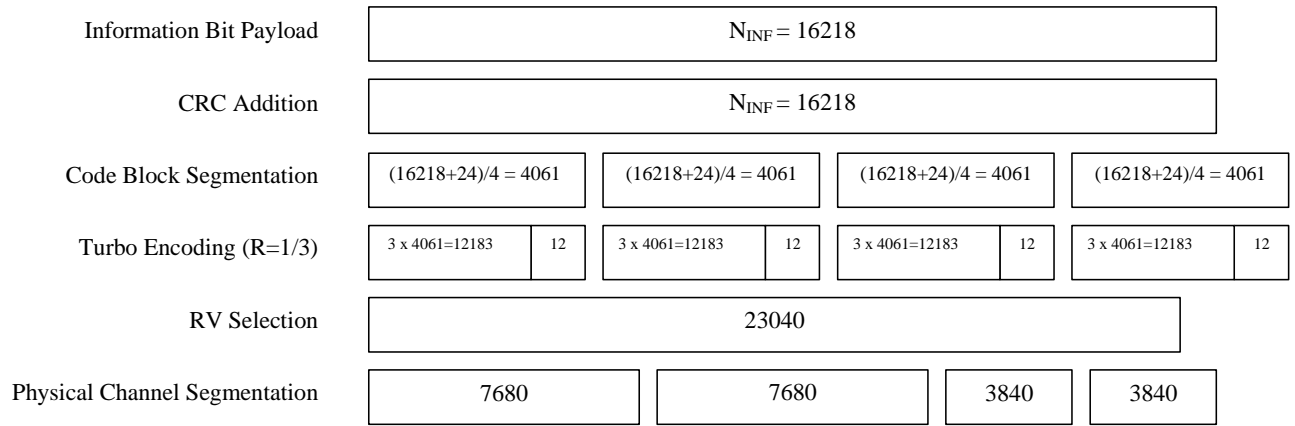 Information Bit Payload
N_INF = 16218
CRC Addition
N_INF = 16218
Code Block Segmentation
(16218+24)/4 = 4061
(16218+24)/4 = 4061
(16218+24)/4 = 4061
(16218+24)/4 = 4061
Turbo Encoding (R=1/3)
3 x 4061=12183
12
3 x 4061=12183
12
3 x 4061=12183
12
3 x 4061=12183
12
RV Selection
23040
Physical Channel Segmentation
7680
7680
3840
3840